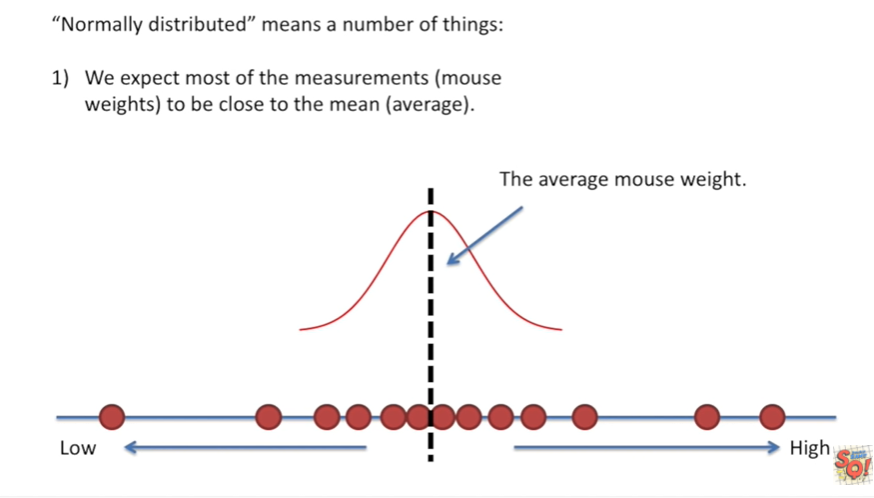 “Normally distributed” means a number of things:
1) We expect most of the measurements (mouse
weights) to be close to the mean (average).
The average mouse weight.
Low
High
SQ!